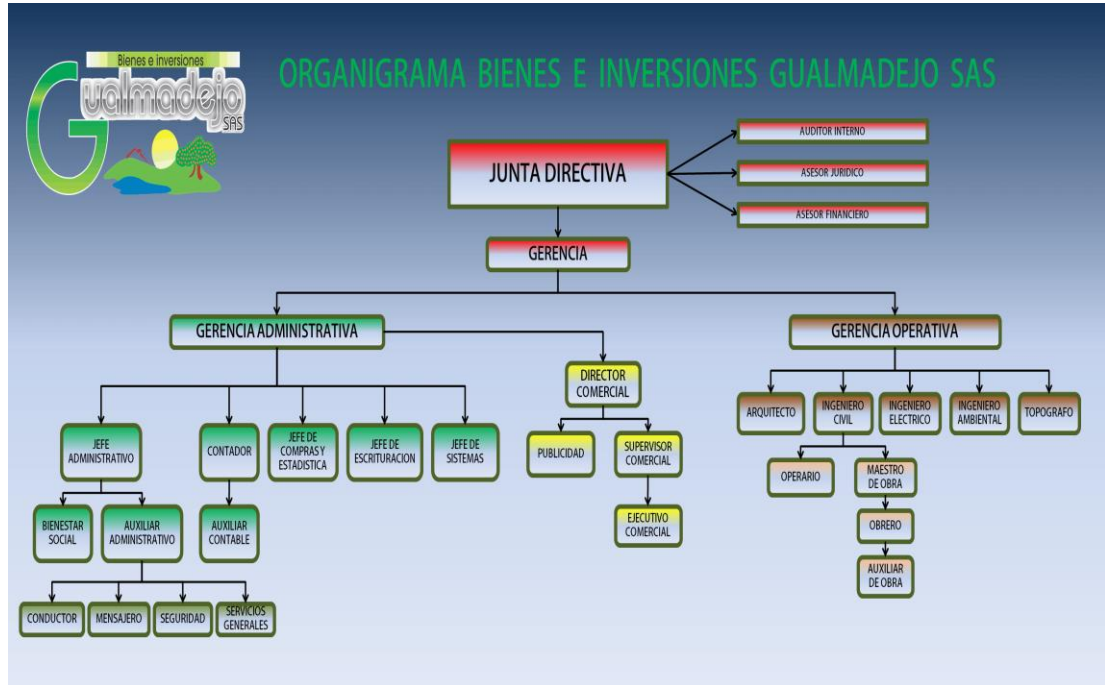 Bienes e inversiones
Gualmadejo
SAS
ORGANIGRAMA BIENES E INVERSIONES GUALMADEJO SAS
JUNTA DIRECTIVA
AUDITOR INTERNO
ASESOR JURIDICO
ASESOR FINANCIERO
GERENCIA
GERENCIA ADMINISTRATIVA
GERENCIA OPERATIVA
DIRECTOR
COMERCIAL
JEFE
ADMINISTRATIVO
CONTADOR
JEFE DE
COMPRAS Y
ESTADISTICA
JEFE DE
ESCRITURACION
JEFE DE
SISTEMAS
PUBLICIDAD
SUPERVISOR
COMERCIAL
ARQUITECTO
INGENIERO
CIVIL
INGENIERO
ELECTRICO
INGENIERO
AMBIENTAL
TOPOGRAFO
OPERARIO
MAESTRO
DE OBRA
BIENESTAR
SOCIAL
AUXILIAR
ADMINISTRATIVO
AUXILIAR
CONTABLE
EJECUTIVO
COMERCIAL
OBRERO
AUXILIAR
DE OBRA
CONDUCTOR
MENSAJERO
SEGURIDAD
SERVICIOS
GENERALES